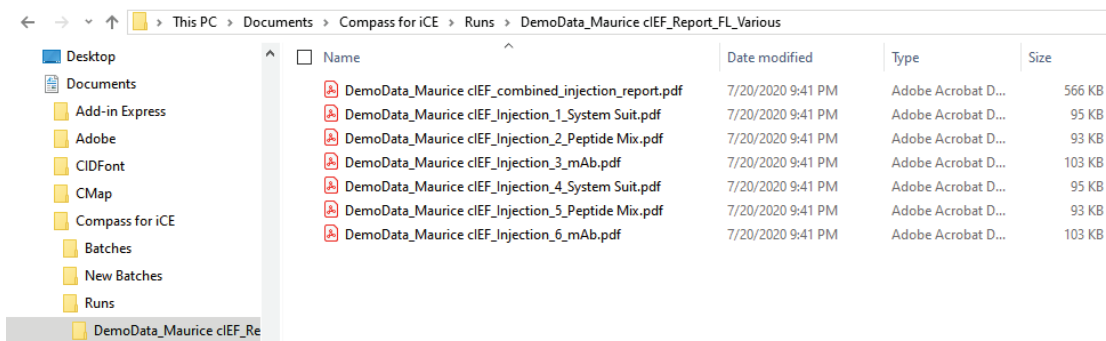 This PC > Documents > Compass for iCE > Runs > DemoData_Maurice cIEF_Report_FL_Various
Desktop
Documents
Add-in Express
Adobe
CIDFont
CMap
Compass for iCE
Batches
New Batches
Runs
DemoData_Maurice cIEF_Re
Name Date modified Type Size
DemoData_Maurice cIEF_combined_injection_report.pdf 7/20/2020 9:41 PM Adobe Acrobat D... 566 KB
DemoData_Maurice cIEF_Injection_1_System Suit.pdf 7/20/2020 9:41 PM Adobe Acrobat D... 95 KB
DemoData_Maurice cIEF_Injection_2_Peptide Mix.pdf 7/20/2020 9:41 PM Adobe Acrobat D... 93 KB
DemoData_Maurice cIEF_Injection_3_mAb.pdf 7/20/2020 9:41 PM Adobe Acrobat D... 103 KB
DemoData_Maurice cIEF_Injection_4_System Suit.pdf 7/20/2020 9:41 PM Adobe Acrobat D... 95 KB
DemoData_Maurice cIEF_Injection_5_Peptide Mix.pdf 7/20/2020 9:41 PM Adobe Acrobat D... 93 KB
DemoData_Maurice cIEF_Injection_6_mAb.pdf 7/20/2020 9:41 PM Adobe Acrobat D... 103 KB